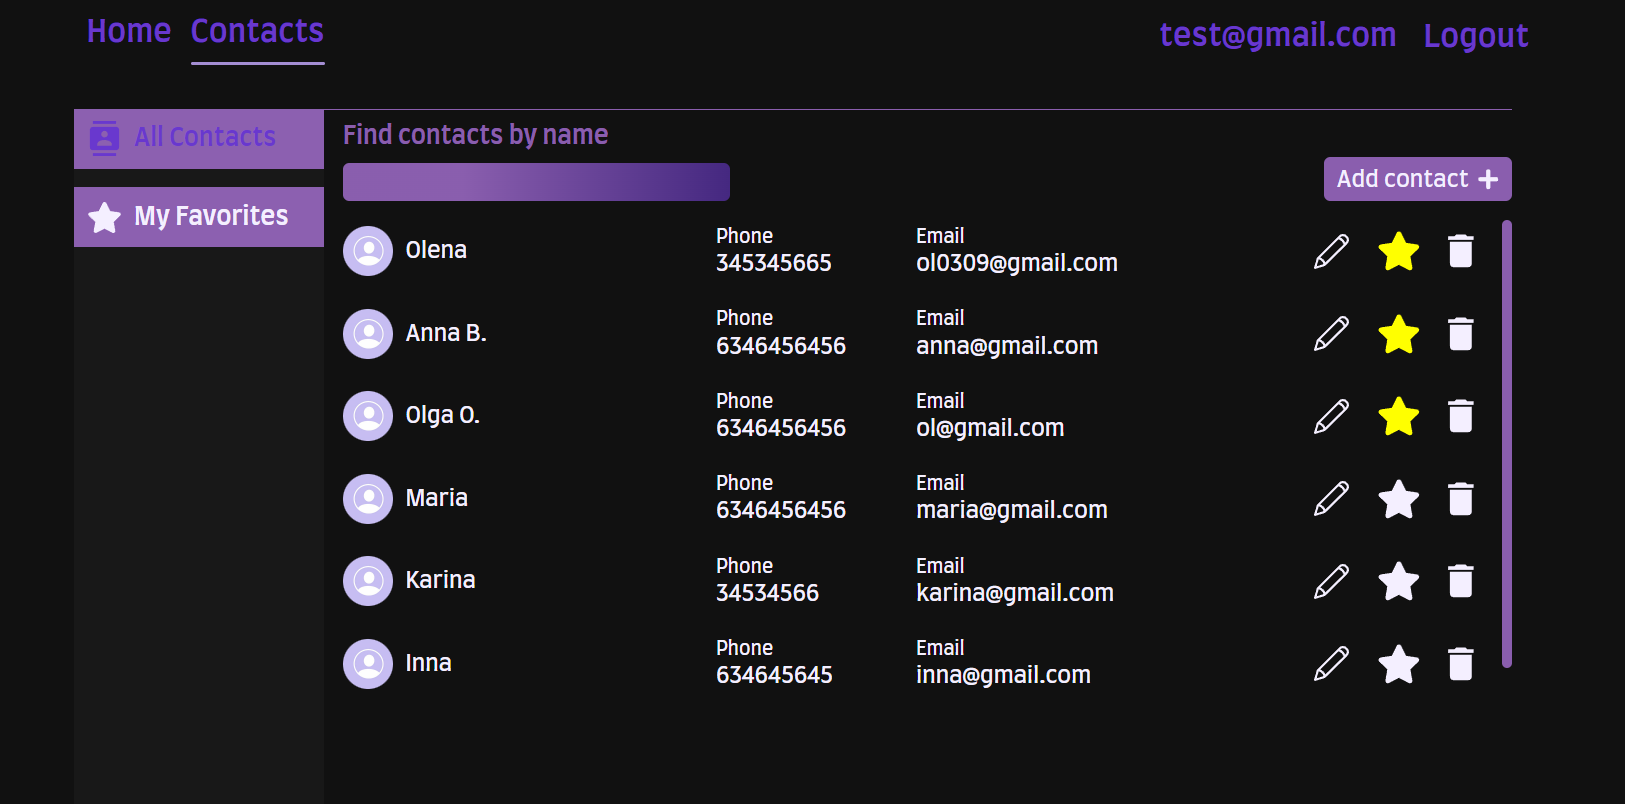 Home Contacts test@gmail.com Logout
All Contacts
My Favorites
Find contacts by name
Add contact
Olena Phone Email
345345665 ol0309@gmail.com
Anna B. Phone Email
6346456456 anna@gmail.com
Olga O. Phone Email
6346456456 ol@gmail.com
Maria Phone Email
6346456456 maria@gmail.com
Karina Phone Email
34534566 karina@gmail.com
Inna Phone Email
634645645 inna@gmail.com